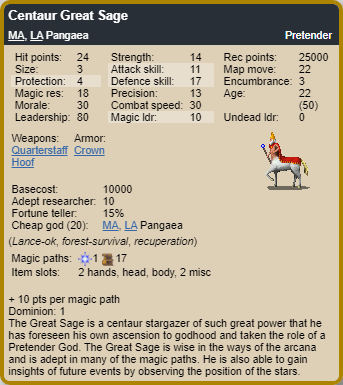 Centaur Great Sage
MA, LA Pangaea Pretender
Hit points: 24 Strength: 14 Rec points: 25000
Size: 3 Attack skill: 11 Map move: 22
Protection: 4 Defence skill: 17 Encumbrance: 3
Magic res: 18 Precision: 13 Age: 22
Morale: 30 Combat speed: 30 (50)
Leadership: 80 Magic ldr: 10 Undead ldr: 0
Weapons: Armor:
Quarterstaff Crown
Hoof
Basecost: 10000
Adept researcher: 10
Fortune teller: 15%
Cheap god (20): MA, LA Pangaea
(Lance-ok, forest-survival, recuperation)
Magic paths: 1 17
Item slots: 2 hands, head, body, 2 misc
+ 10 pts per magic path
Dominion: 1
The Great Sage is a centaur stargazer of such great power that he
has foreseen his own ascension to godhood and taken the role of a
Pretender God. The Great Sage is wise in the ways of the arcana
and is adept in many of the magic paths. He is also able to gain
insights of future events by observing the position of the stars.